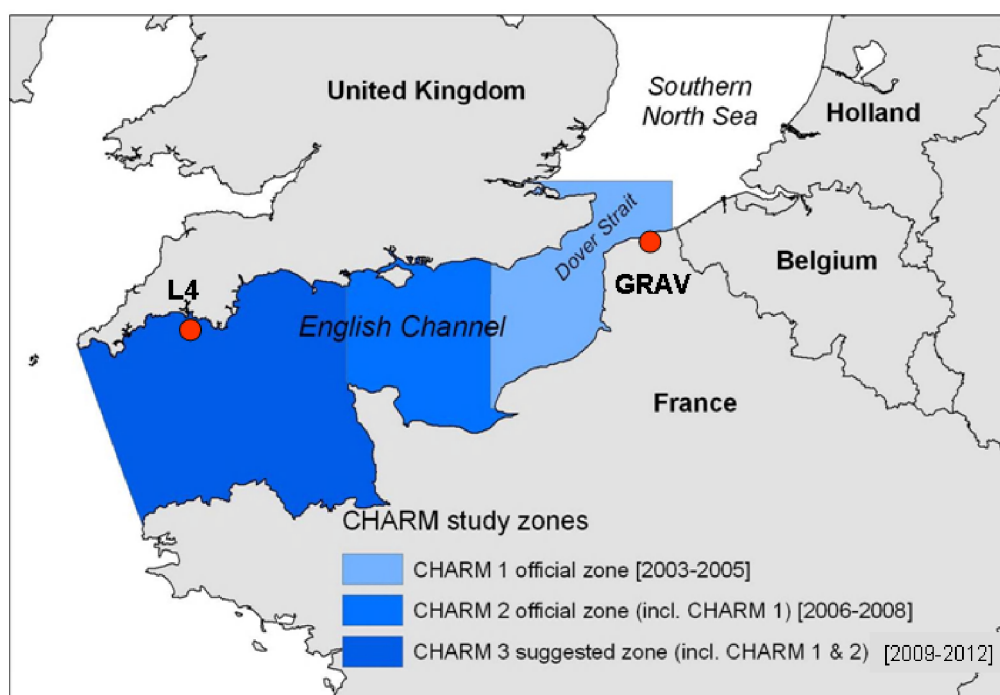 United Kingdom
Southern
North Sea
Holland
Dover Strait
Belgium
GRAV
L4
English Channel
France
CHARM study zones
CHARM 1 official zone [2003-2005]
CHARM 2 official zone (incl. CHARM 1) [2006-2008]
CHARM 3 suggested zone (incl. CHARM 1 & 2) [2009-2012]